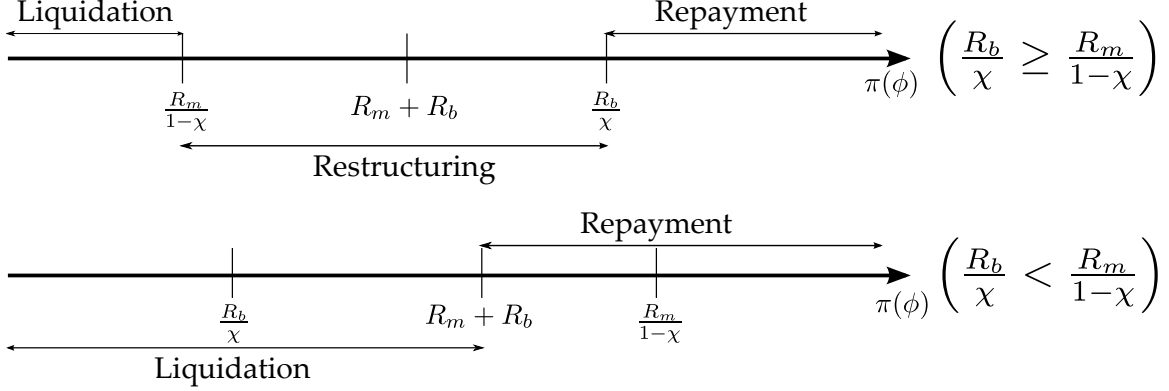 Liquidation Repayment
π(ϕ) (R_b/χ ≥ R_m/(1−χ))
R_m/(1−χ) R_m + R_b R_b/χ
Restructuring
Repayment
π(ϕ) (R_b/χ < R_m/(1−χ))
R_b/χ R_m + R_b R_m/(1−χ)
Liquidation